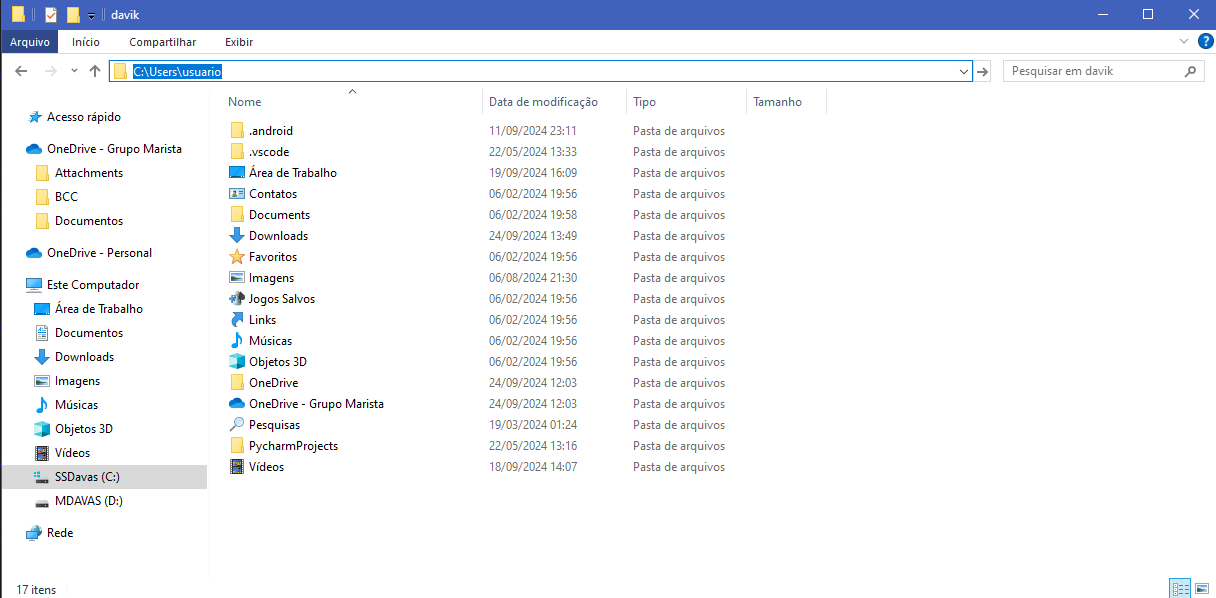 davik
Arquivo Início Compartilhar Exibir
C:\Users\usuario Pesquisar em davik
Nome Data de modificação Tipo Tamanho
Acesso rápido
OneDrive - Grupo Marista
Attachments
BCC
Documentos
OneDrive - Personal
Este Computador
Área de Trabalho
Documentos
Downloads
Imagens
Músicas
Objetos 3D
Vídeos
SSDavas (C:)
MDAVAS (D:)
Rede
.android 11/09/2024 23:11 Pasta de arquivos
.vscode 22/05/2024 13:33 Pasta de arquivos
Área de Trabalho 19/09/2024 16:09 Pasta de arquivos
Contatos 06/02/2024 19:56 Pasta de arquivos
Documents 06/02/2024 19:58 Pasta de arquivos
Downloads 24/09/2024 13:49 Pasta de arquivos
Favoritos 06/02/2024 19:56 Pasta de arquivos
Imagens 06/08/2024 21:30 Pasta de arquivos
Jogos Salvos 06/02/2024 19:56 Pasta de arquivos
Links 06/02/2024 19:56 Pasta de arquivos
Músicas 06/02/2024 19:56 Pasta de arquivos
Objetos 3D 06/02/2024 19:56 Pasta de arquivos
OneDrive 24/09/2024 12:03 Pasta de arquivos
OneDrive - Grupo Marista 24/09/2024 12:03 Pasta de arquivos
Pesquisas 19/03/2024 01:24 Pasta de arquivos
PycharmProjects 22/05/2024 13:16 Pasta de arquivos
Vídeos 18/09/2024 14:07 Pasta de arquivos
17 itens